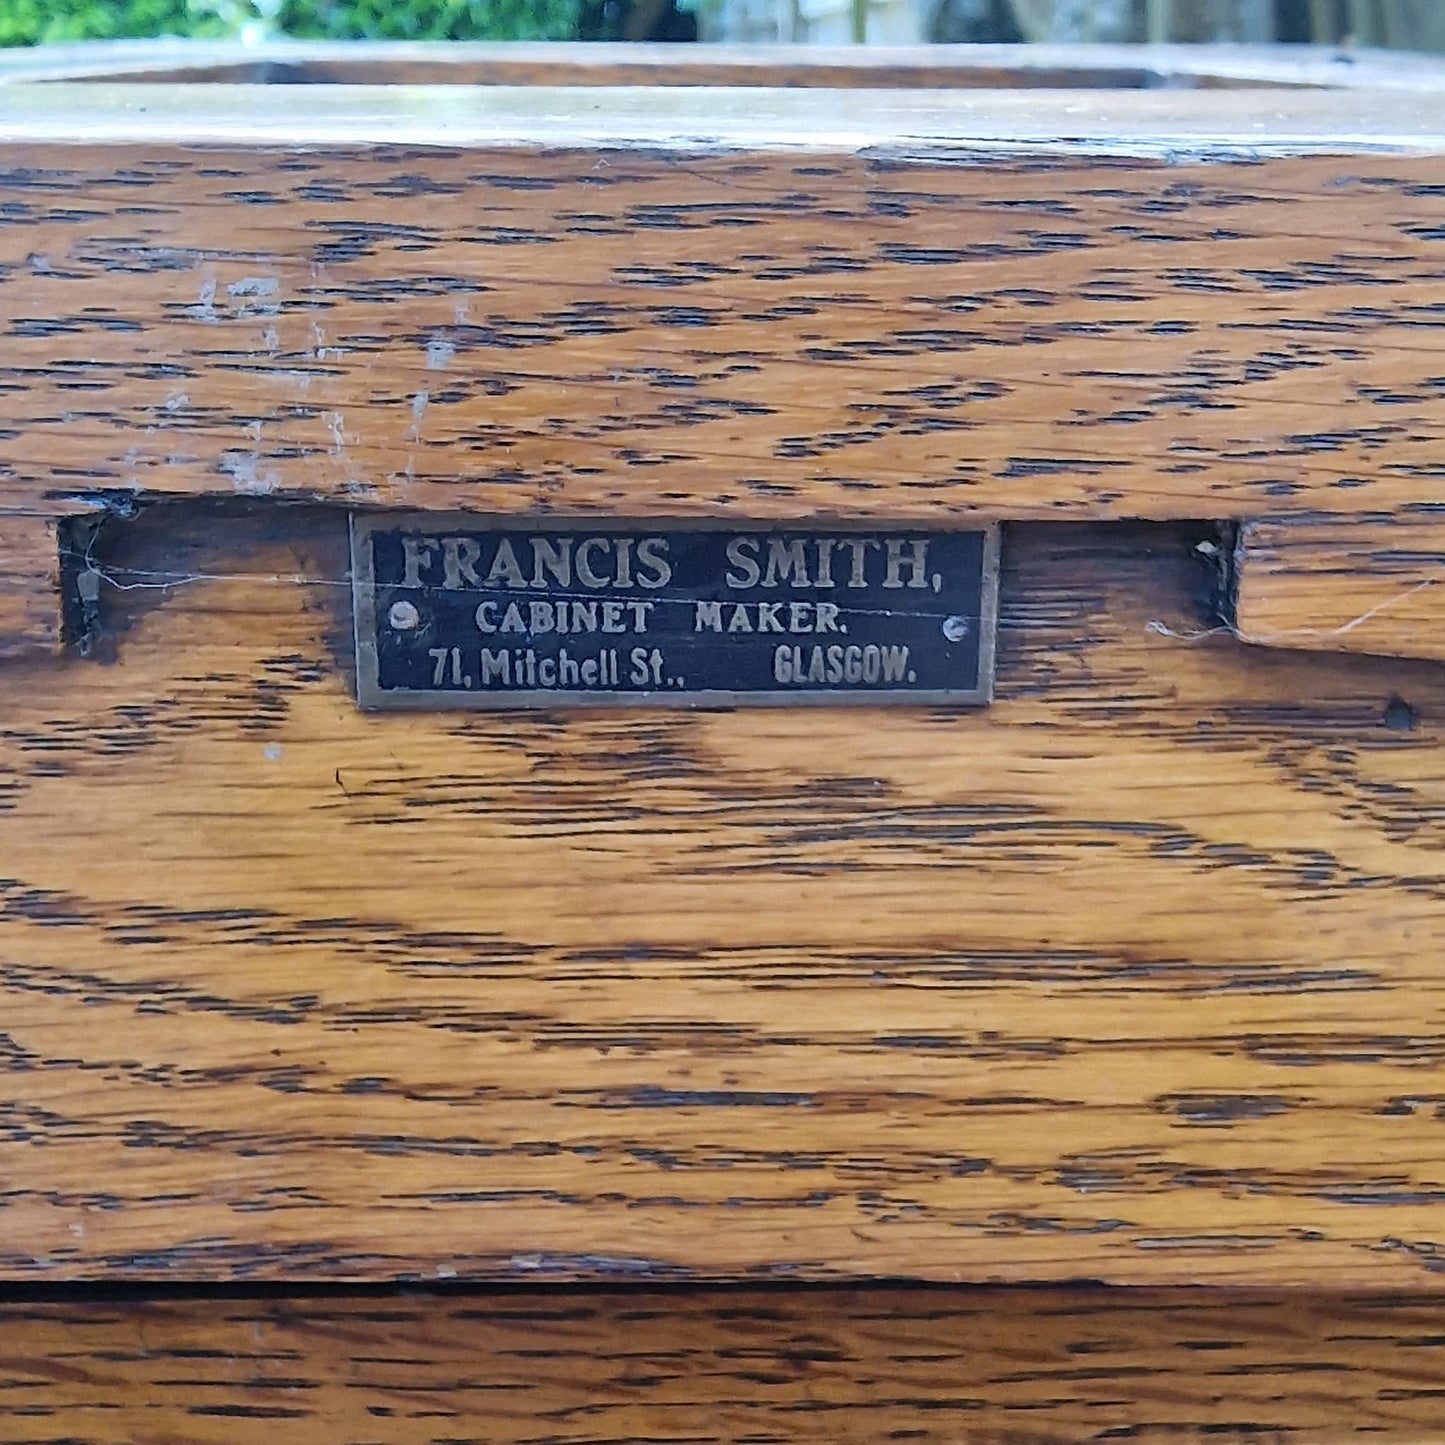 FRANCIS SMITH,
CABINET MAKER.
71, Mitchell St., GLASGOW.